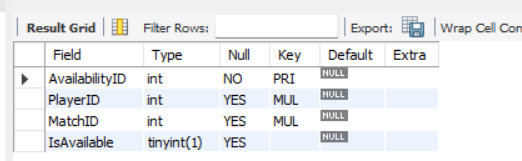 Result Grid Filter Rows: Export: Wrap Cell Con
Field Type Null Key Default Extra
AvailabilityID int NO PRI NULL
PlayerID int YES MUL NULL
MatchID int YES MUL NULL
IsAvailable tinyint(1) YES NULL